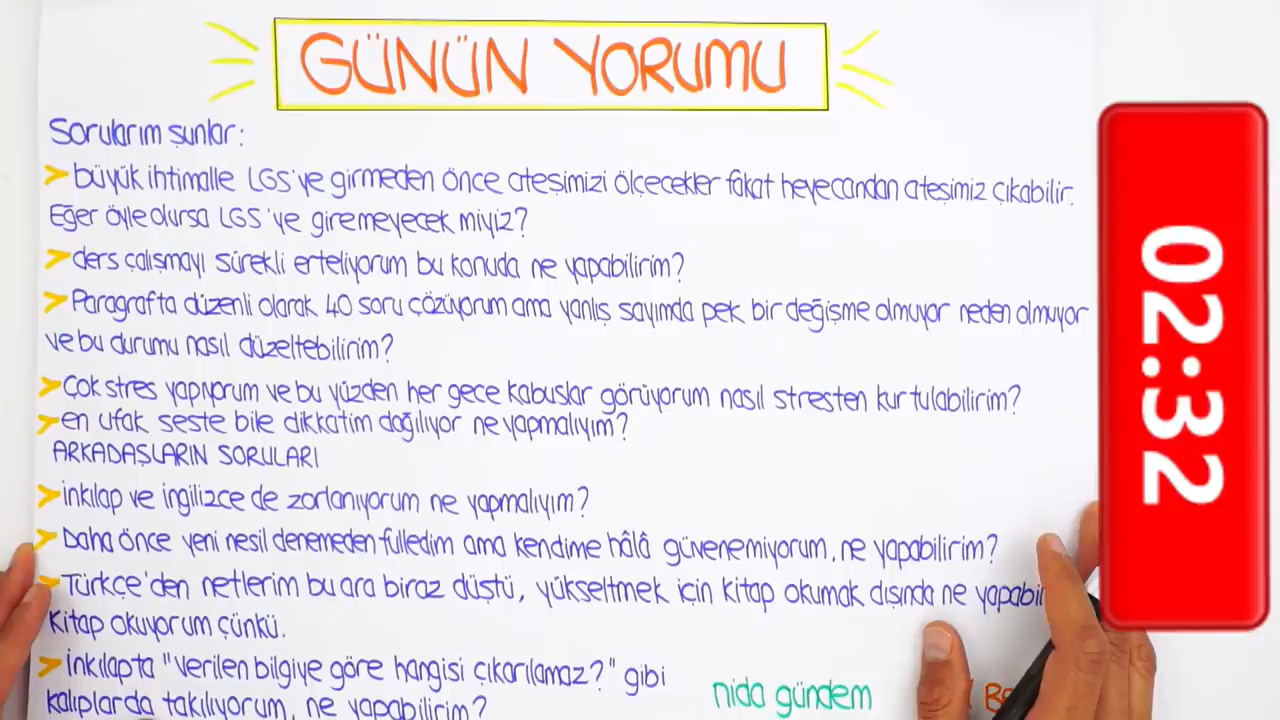 GÜNÜN YORUMU
Sorularım şunlar:
➤ büyük ihtimalle LGS'ye girmeden önce ateşimizi ölçecekler fakat heyecandan ateşimiz çıkabilir.
Eğer öyle olursa LGS'ye giremeyecek miyiz?
➤ ders çalışmayı sürekli erteliyorum bu konuda ne yapabilirim?
➤ Paragrafta düzenli olarak 40 soru çözüyorum ama yanlış sayımda pek bir değişme olmuyor neden olmuyor
ve bu durumu nasıl düzeltebilirim?
➤ Çok stres yapıyorum ve bu yüzden her gece kabuslar görüyorum nasıl stresten kurtulabilirim?
➤ en ufak seste bile dikkatim dağılıyor ne yapmalıyım?
ARKADAŞLARIN SORULARI
➤ inkılap ve ingilizce de zorlanıyorum ne yapmalıyım?
➤ Daha önce yeni nesil denemeden fulledim ama kendime hâlâ güvenemiyorum, ne yapabilirim?
➤ Türkçe'den netlerim bu ara biraz düştü, yükseltmek için kitap okumak dışında ne yapabi
Kitap okuyorum çünkü.
➤ İnkılapta "Verilen bilgiye göre hangisi çıkarılamaz?" gibi
kalıplarda takılıyorum, ne yapabilirim?
nida gündem
02:32